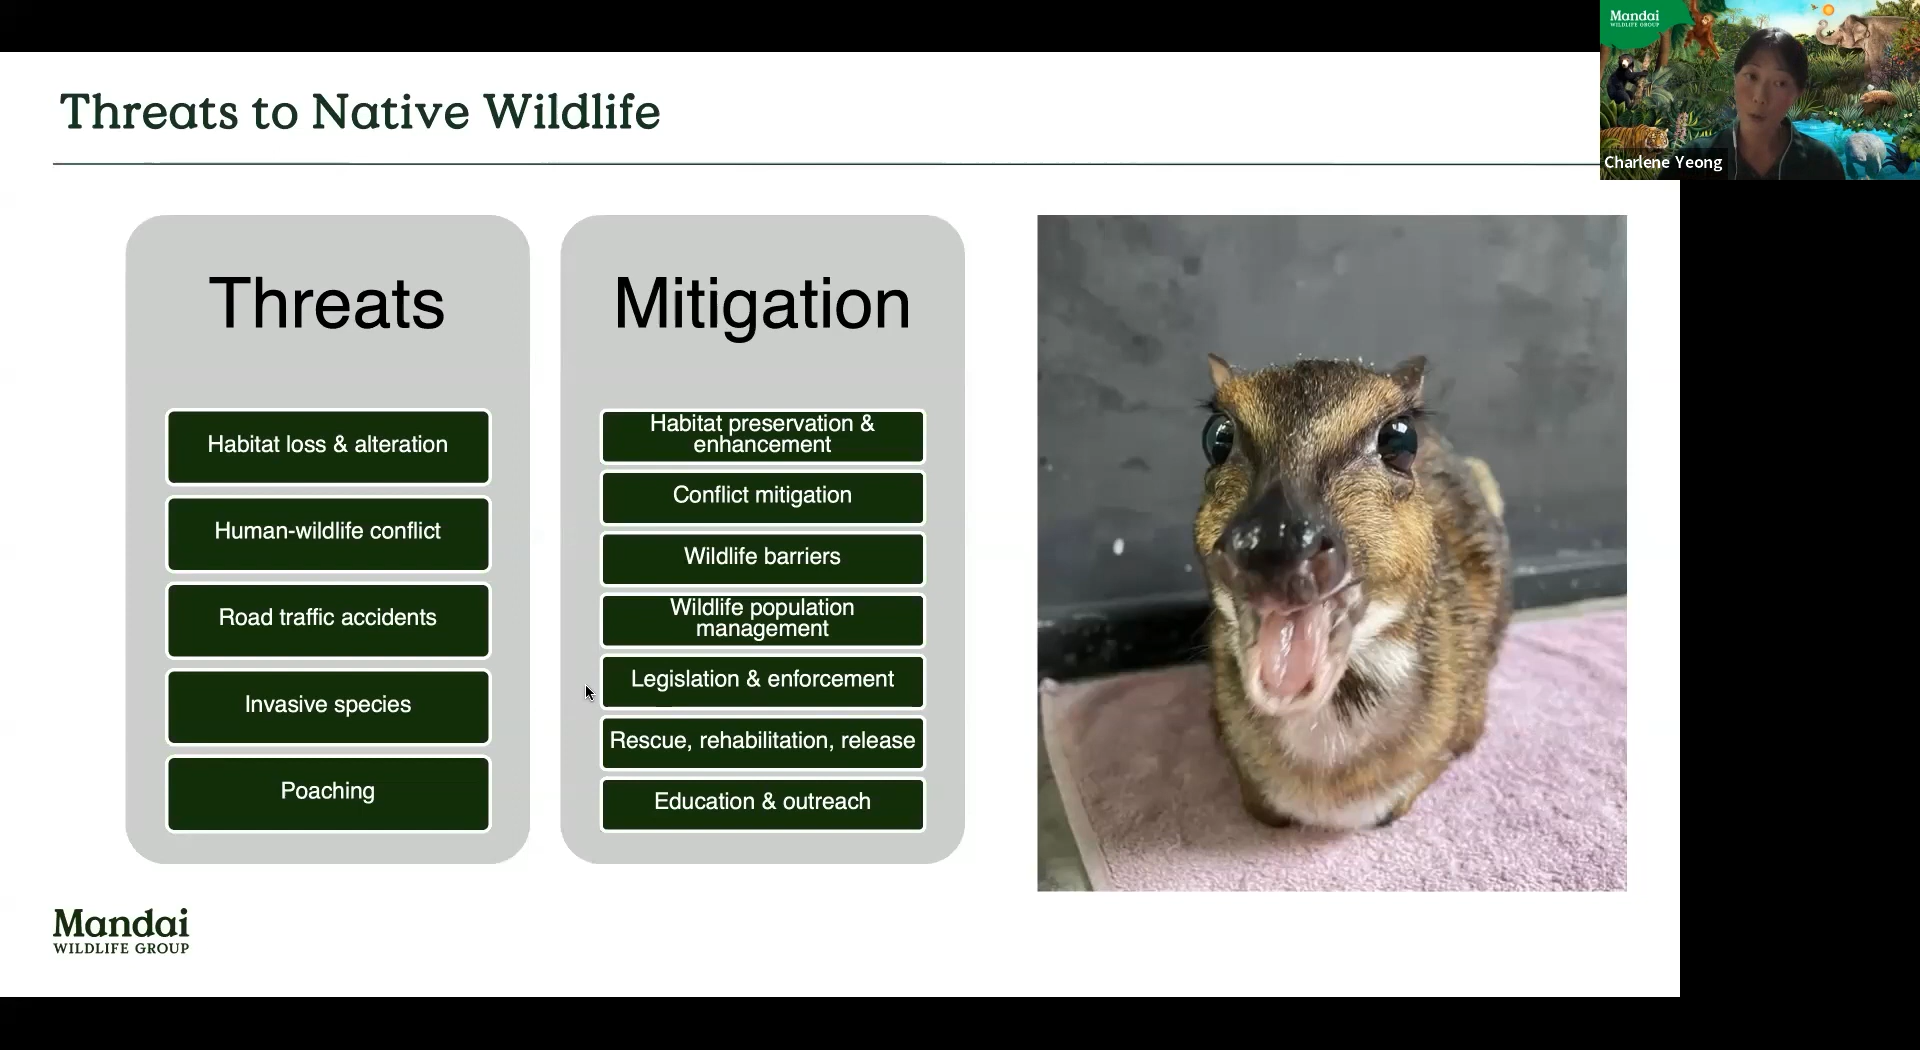 Mandai
WILDLIFE GROUP
Charlene Yeong
Threats to Native Wildlife
Threats
Habitat loss & alteration
Human-wildlife conflict
Road traffic accidents
Invasive species
Poaching
Mitigation
Habitat preservation &
enhancement
Conflict mitigation
Wildlife barriers
Wildlife population
management
Legislation & enforcement
Rescue, rehabilitation, release
Education & outreach
Mandai
WILDLIFE GROUP